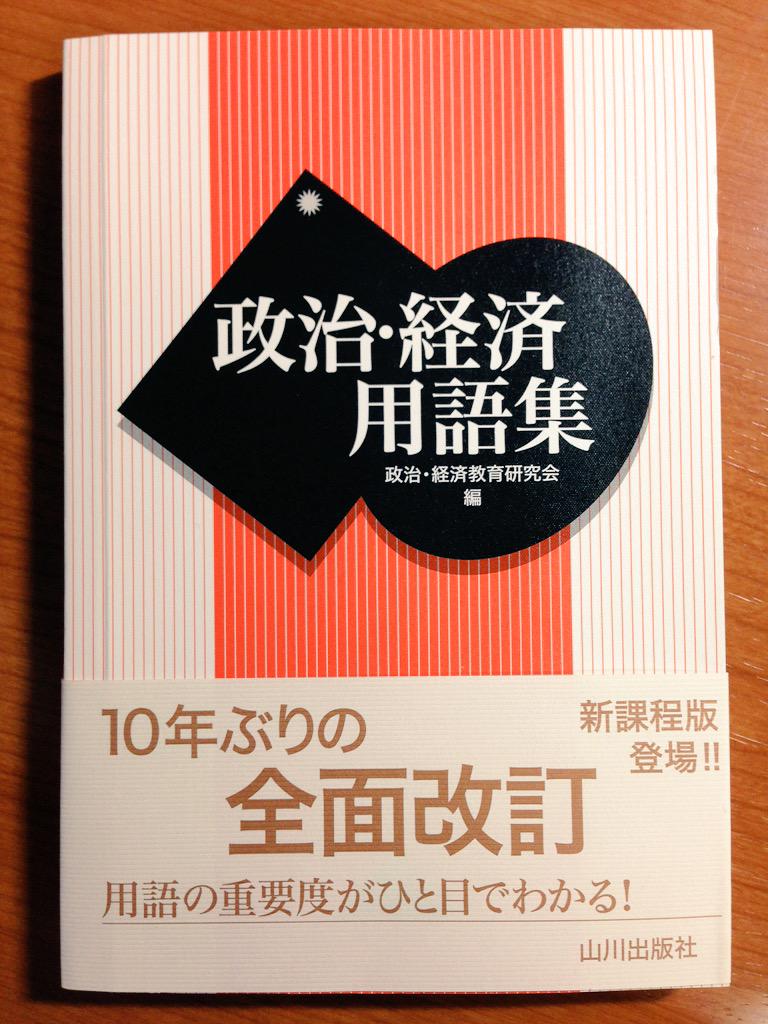 政治・経済
用語集
政治・経済教育研究会
編
10年ぶりの
全面改訂
新課程版
登場!!
用語の重要度がひと目でわかる!
山川出版社